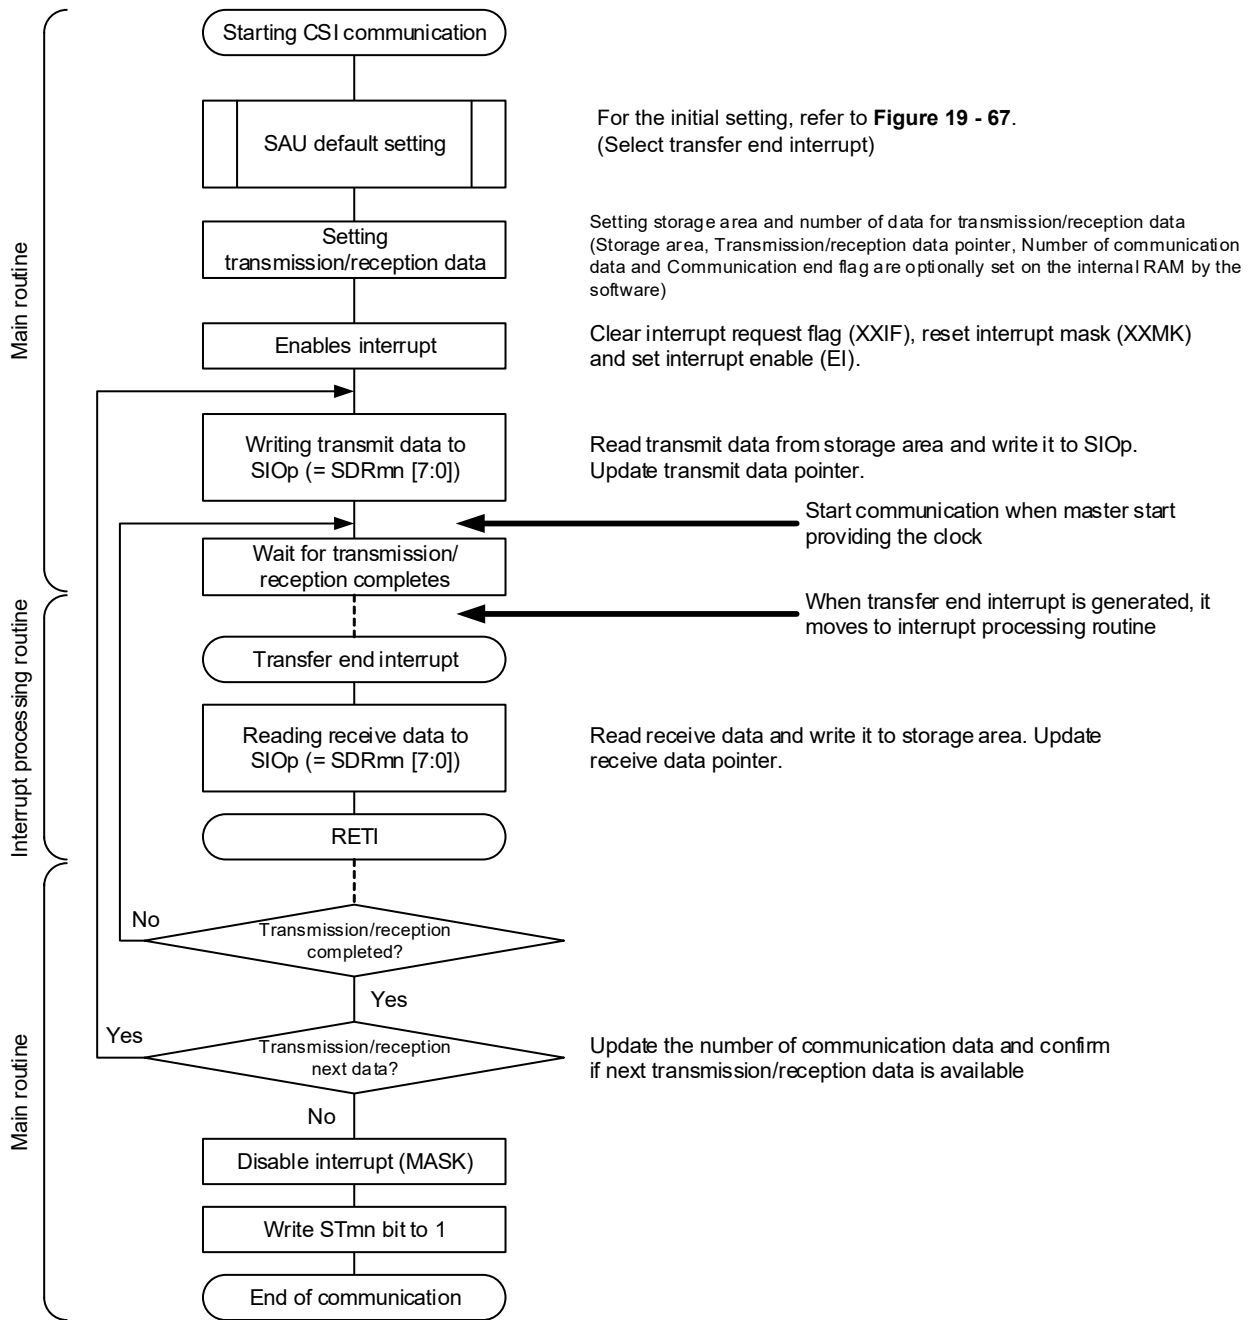 Starting CSI communication
SAU default setting
For the initial setting, refer to Figure 19 - 67.
(Select transfer end interrupt)
Setting
transmission/reception data
Setting storage area and number of data for transmission/reception data
(Storage area, Transmission/reception data pointer, Number of communication
data and Communication end flag are optionally set on the internal RAM by the
software)
Main routine
Enables interrupt
Clear interrupt request flag (XXIF), reset interrupt mask (XXMK)
and set interrupt enable (EI).
Writing transmit data to
SIOp (= SDRmn [7:0])
Read transmit data from storage area and write it to SIOp.
Update transmit data pointer.
Start communication when master start
providing the clock
Wait for transmission/
reception completes
When transfer end interrupt is generated, it
moves to interrupt processing routine
Interrupt processing routine
Transfer end interrupt
Reading receive data to
SIOp (= SDRmn [7:0])
Read receive data and write it to storage area. Update
receive data pointer.
RETI
No
Transmission/reception
completed?
Yes
Main routine
Yes
Transmission/reception
next data?
Update the number of communication data and confirm
if next transmission/reception data is available
No
Disable interrupt (MASK)
Write STmn bit to 1
End of communication